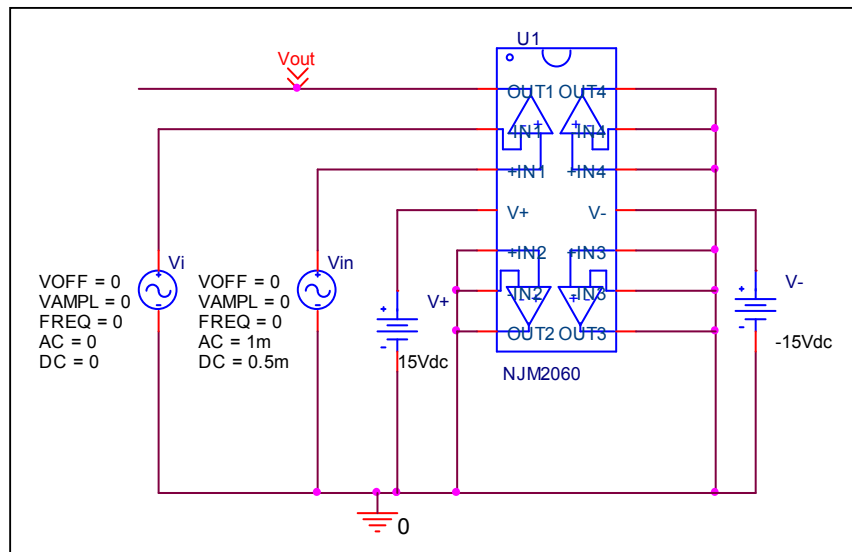 U1
Vout
OUT1
OUT4
-IN1
-IN4
+IN1
+IN4
V+
V-
+IN2
+IN3
-IN2
-IN3
OUT2
OUT3
NJM2060
Vi
VOFF = 0
VAMPL = 0
FREQ = 0
AC = 0
DC = 0
Vin
VOFF = 0
VAMPL = 0
FREQ = 0
AC = 1m
DC = 0.5m
V+
15Vdc
V-
-15Vdc
0